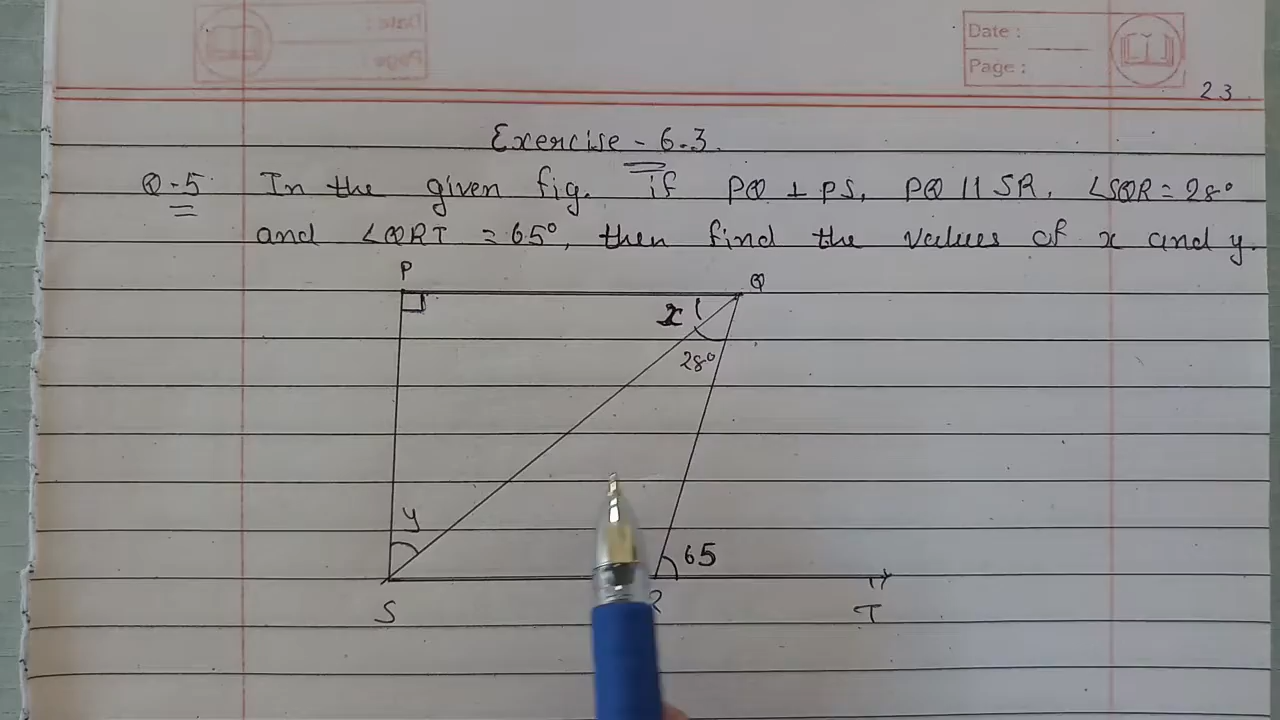 Date :
Page :
23
Exercise - 6.3.
Q-5. In the given fig. if PQ ⊥ PS, PQ || SR, ∠SQR = 28°
and ∠QRT = 65°, then find the values of x and y.
P
Q
x
28°
y
65
S
R
T